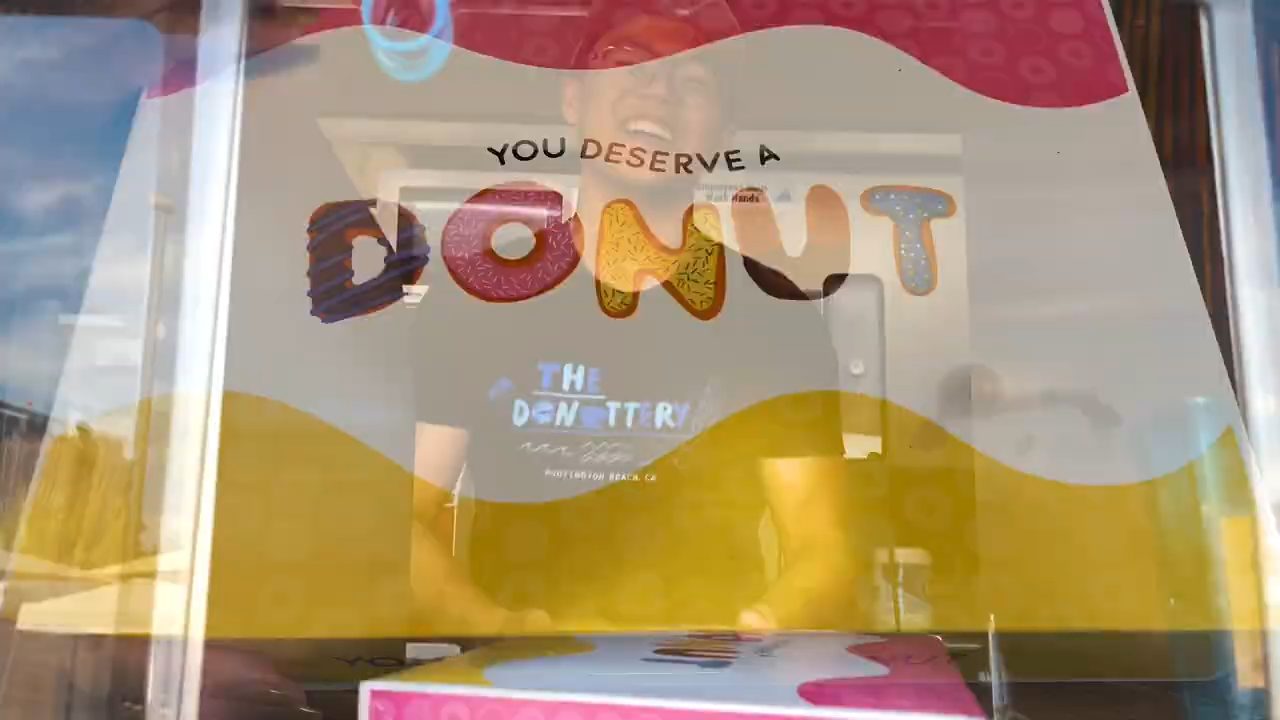 YOU DESERVE A
DONUT
THE
DONUTTERY
HUNTINGTON BEACH, CA